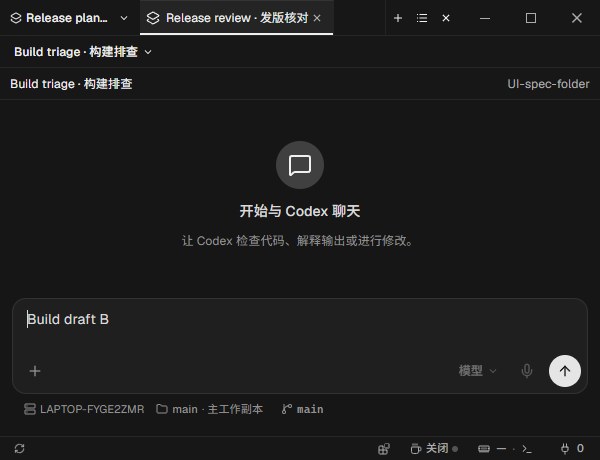 Release plan...
Release review · 发版核对
Build triage · 构建排查
Build triage · 构建排查
UI-spec-folder
开始与 Codex 聊天
让 Codex 检查代码、解释输出或进行修改。
Build draft B
模型
LAPTOP-FYGE2ZMR
main · 主工作副本
main
关闭
— ·
0